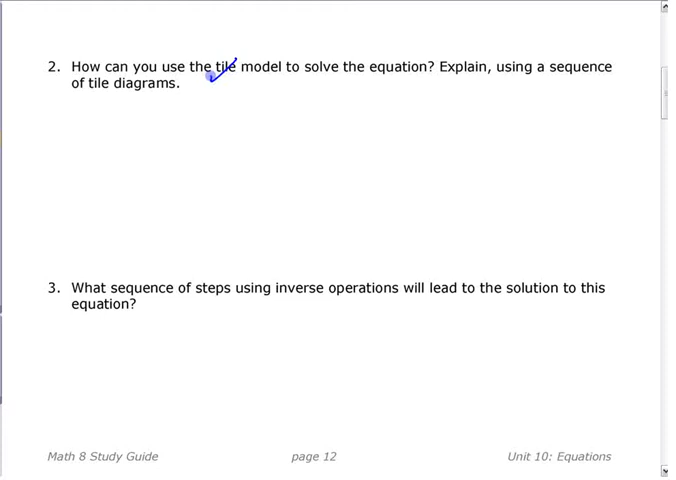 2. How can you use the tile model to solve the equation? Explain, using a sequence
of tile diagrams.
3. What sequence of steps using inverse operations will lead to the solution to this
equation?
Math 8 Study Guide page 12 Unit 10: Equations